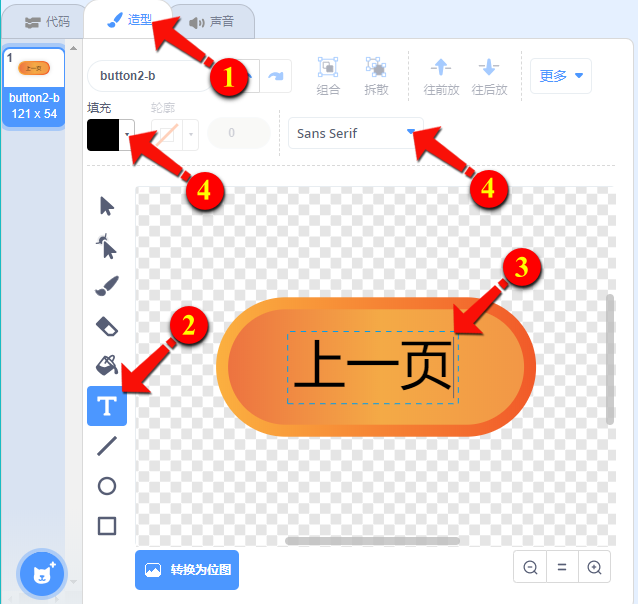 代码
造型
声音
1
button2-b
121 x 54
button2-b
1
组合
拆散
往前放
往后放
更多
填充
轮廓
0
Sans Serif
4
4
3
2
上一页
上一页
T
转换为位图